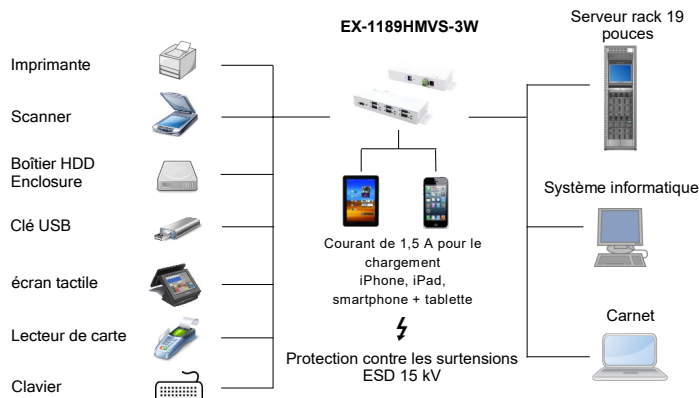 EX-1189HMVS-3W
Imprimante
Scanner
Boîtier HDD
Enclosure
Clé USB
écran tactile
Lecteur de carte
Clavier
Courant de 1,5 A pour le
chargement
iPhone, iPad,
smartphone + tablette
Protection contre les surtensions
ESD 15 kV
Serveur rack 19
pouces
Système informatique
Carnet